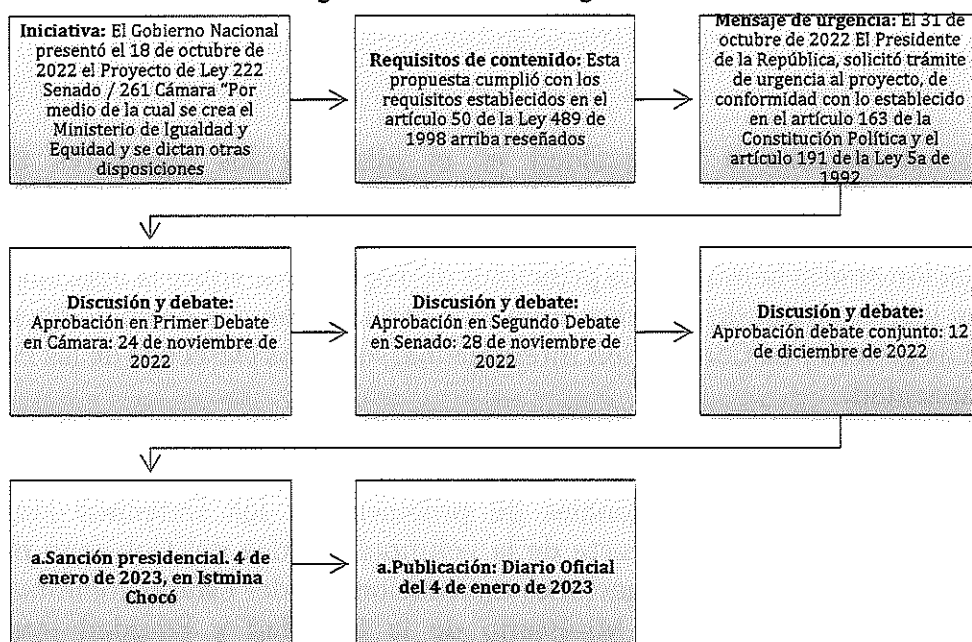 Iniciativa: El Gobierno Nacional
presentó el 18 de octubre de
2022 el Proyecto de Ley 222
Senado / 261 Cámara "Por
medio de la cual se crea el
Ministerio de Igualdad y
Equidad y se dictan otras
disposiciones
Requisitos de contenido: Esta
propuesta cumplió con los
requisitos establecidos en el
artículo 50 de la Ley 489 de
1998 arriba reseñados
Mensaje de urgencia: El 31 de
octubre de 2022 El Presidente
de la República, solicitó trámite
de urgencia al proyecto, de
conformidad con lo establecido
en el artículo 163 de la
Constitución Política y el
artículo 191 de la Ley 5a de
1992
Discusión y debate:
Aprobación en Primer Debate
en Cámara: 24 de noviembre de
2022
Discusión y debate:
Aprobación en Segundo Debate
en Senado: 28 de noviembre de
2022
Discusión y debate:
Aprobación debate conjunto: 12
de diciembre de 2022
a.Sanción presidencial. 4 de
enero de 2023, en Istmina
Chocó
a.Publicación: Diario Oficial
del 4 de enero de 2023